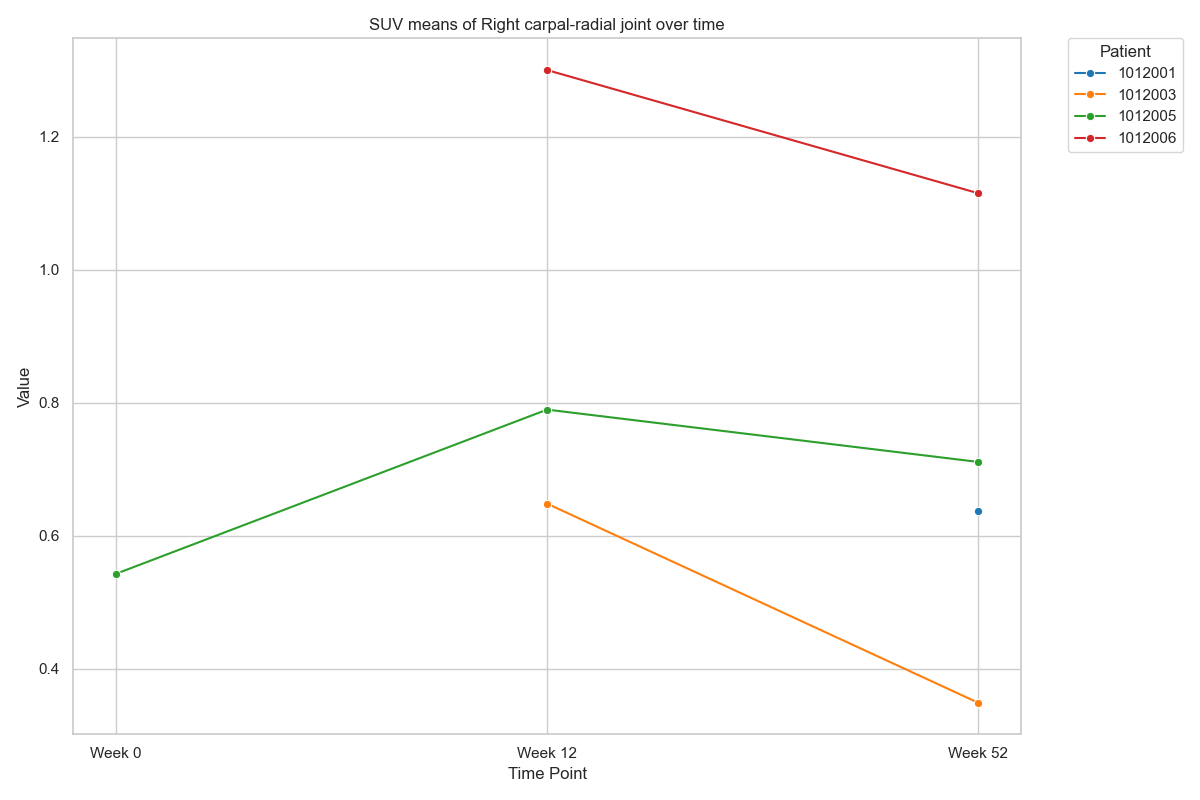 SUV means of Right carpal-radial joint over time
Patient
1012001
1012003
1012005
1012006
1.2
1.0
0.8
0.6
0.4
Value
Week 0
Week 12
Week 52
Time Point